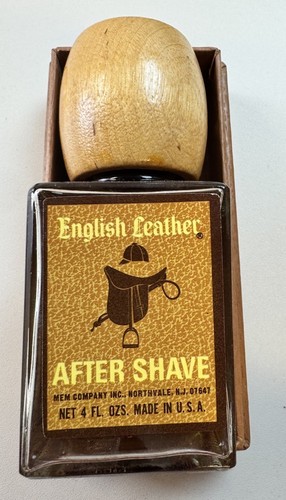 English Leather®
AFTER SHAVE
MEM COMPANY INC., NORTHVALE, N.J. 07647
NET 4 FL. OZS. MADE IN U.S.A.